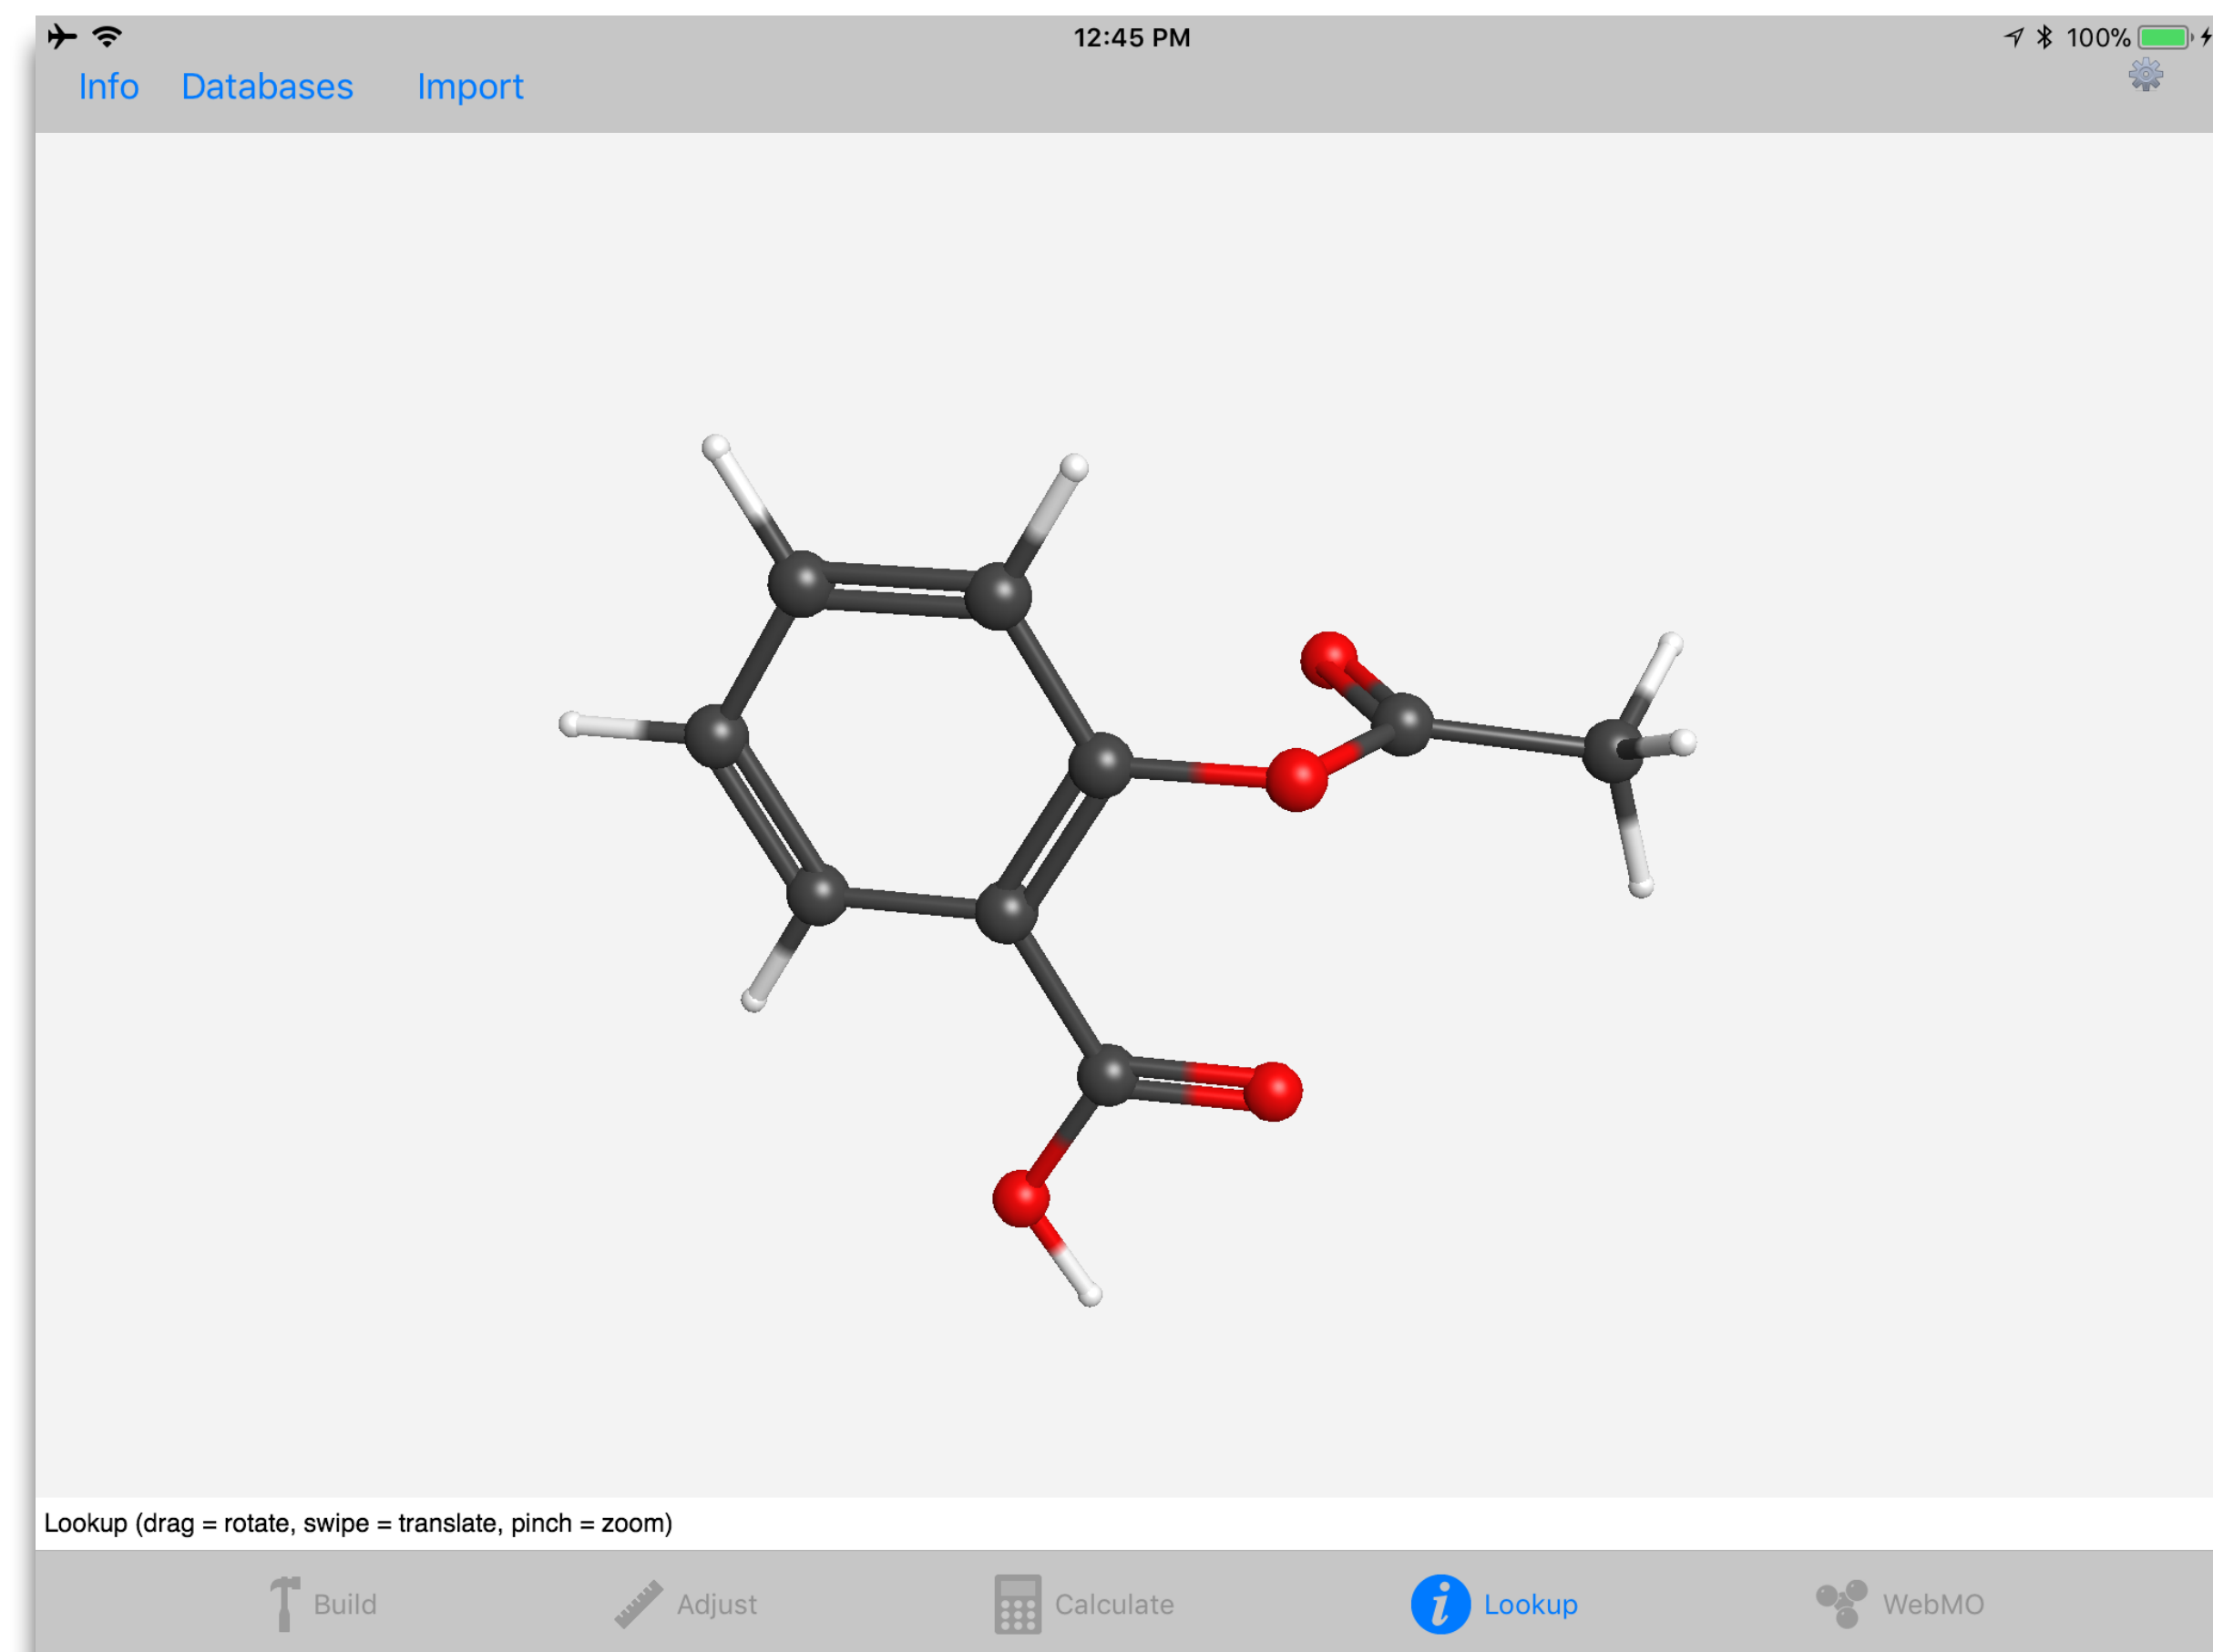 12:45 PM
100%
Info Databases Import
Lookup (drag = rotate, swipe = translate, pinch = zoom)
Build Adjust Calculate Lookup WebMO